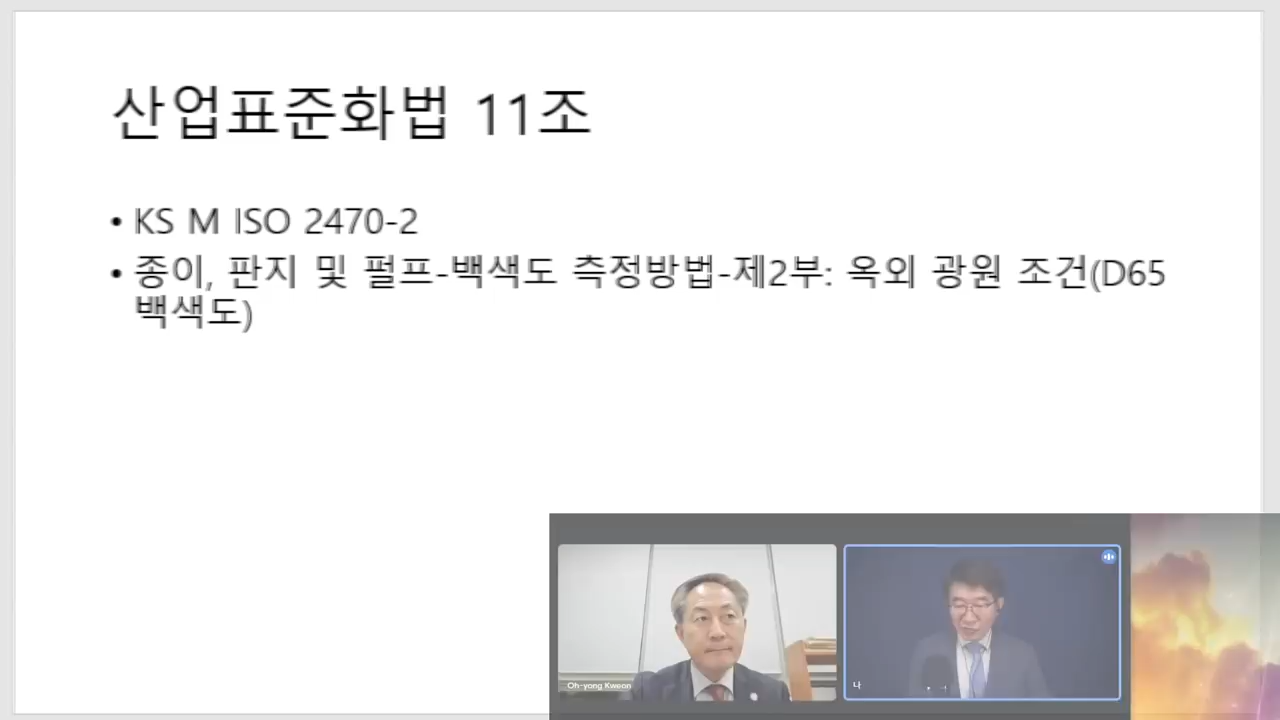 산업표준화법 11조
• KS M ISO 2470-2
• 종이, 판지 및 펄프-백색도 측정방법-제2부: 옥외 광원 조건(D65
백색도)
Oh-yong Kweon
나